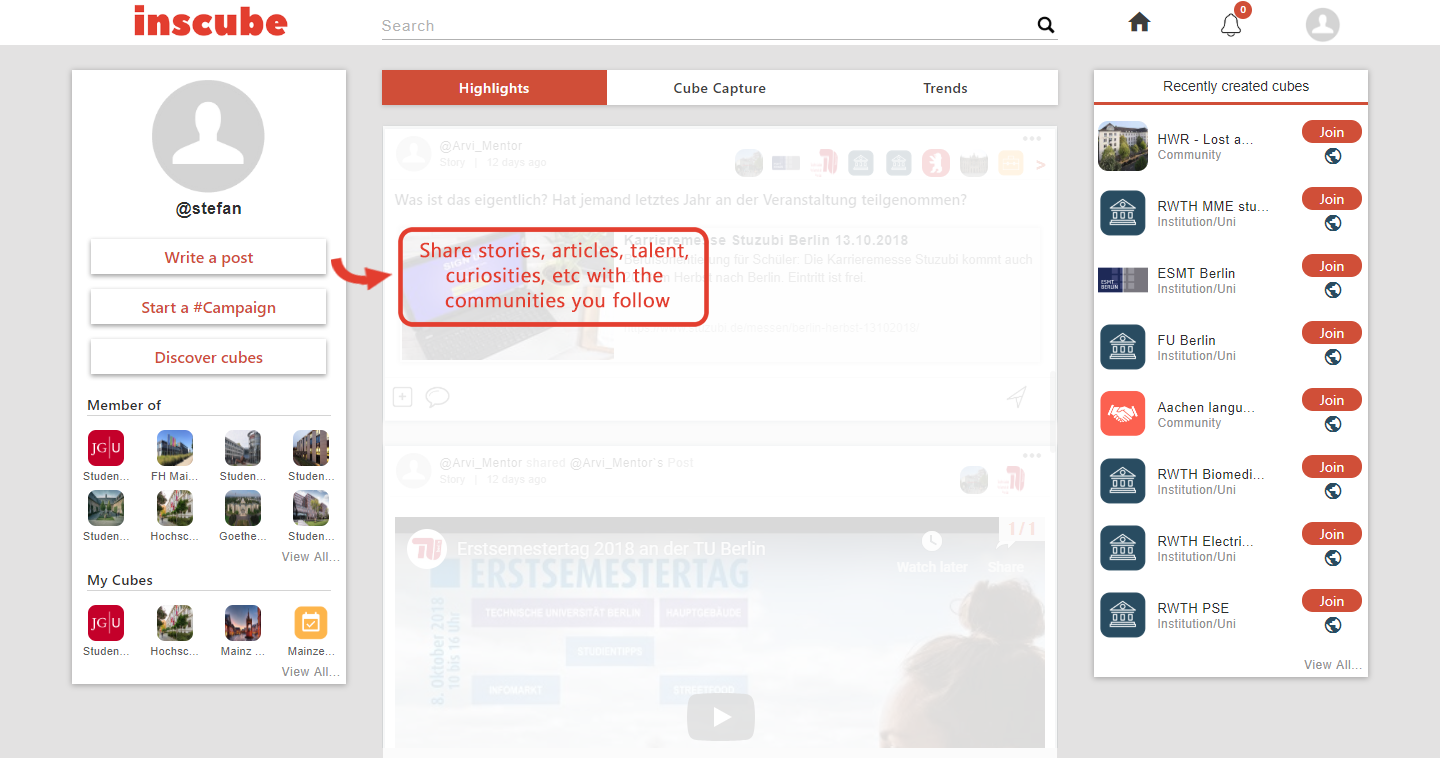 inscube
Search
0
@stefan
Write a post
Start a #Campaign
Discover cubes
Member of
JG|U
Studen...
FH Mai...
Studen...
Studen...
Studen...
Hochsc...
Goethe...
Studen...
View All...
My Cubes
JG|U
Studen...
Hochsc...
Mainz ...
Mainze...
View All...
Highlights
Cube Capture
Trends
@Arvi_Mentor
Story | 12 days ago
>
Was ist das eigentlich? Hat jemand letztes Jahr an der Veranstaltung teilgenommen?
Share stories, articles, talent,
curiosities, etc with the
communities you follow
Karrieremesse Stuzubi Berlin 13.10.2018
für Schüler. Die Karrieremesse Stuzubi kommt auch
Herbst nach Berlin. Eintritt ist frei.
@Arvi_Mentor shared @Arvi_Mentor`s Post
Story | 12 days ago
1 / 1
Erstsemestertag 2018 an der TU Berlin
Watch later
Share
ERSTSEMESTERTAG
8. Oktober 2018
10 bis 16 Uhr
TECHNISCHE UNIVERSITÄT BERLIN
HAUPTGEBÄUDE
STUDIENTIPPS
INFOMARKT
STREETFOOD
Recently created cubes
HWR - Lost a...
Community
Join
RWTH MME stu...
Institution/Uni
Join
ESMT
BERLIN
ESMT Berlin
Institution/Uni
Join
FU Berlin
Institution/Uni
Join
Aachen langu...
Community
Join
RWTH Biomedi...
Institution/Uni
Join
RWTH Electri...
Institution/Uni
Join
RWTH PSE
Institution/Uni
Join
View All...